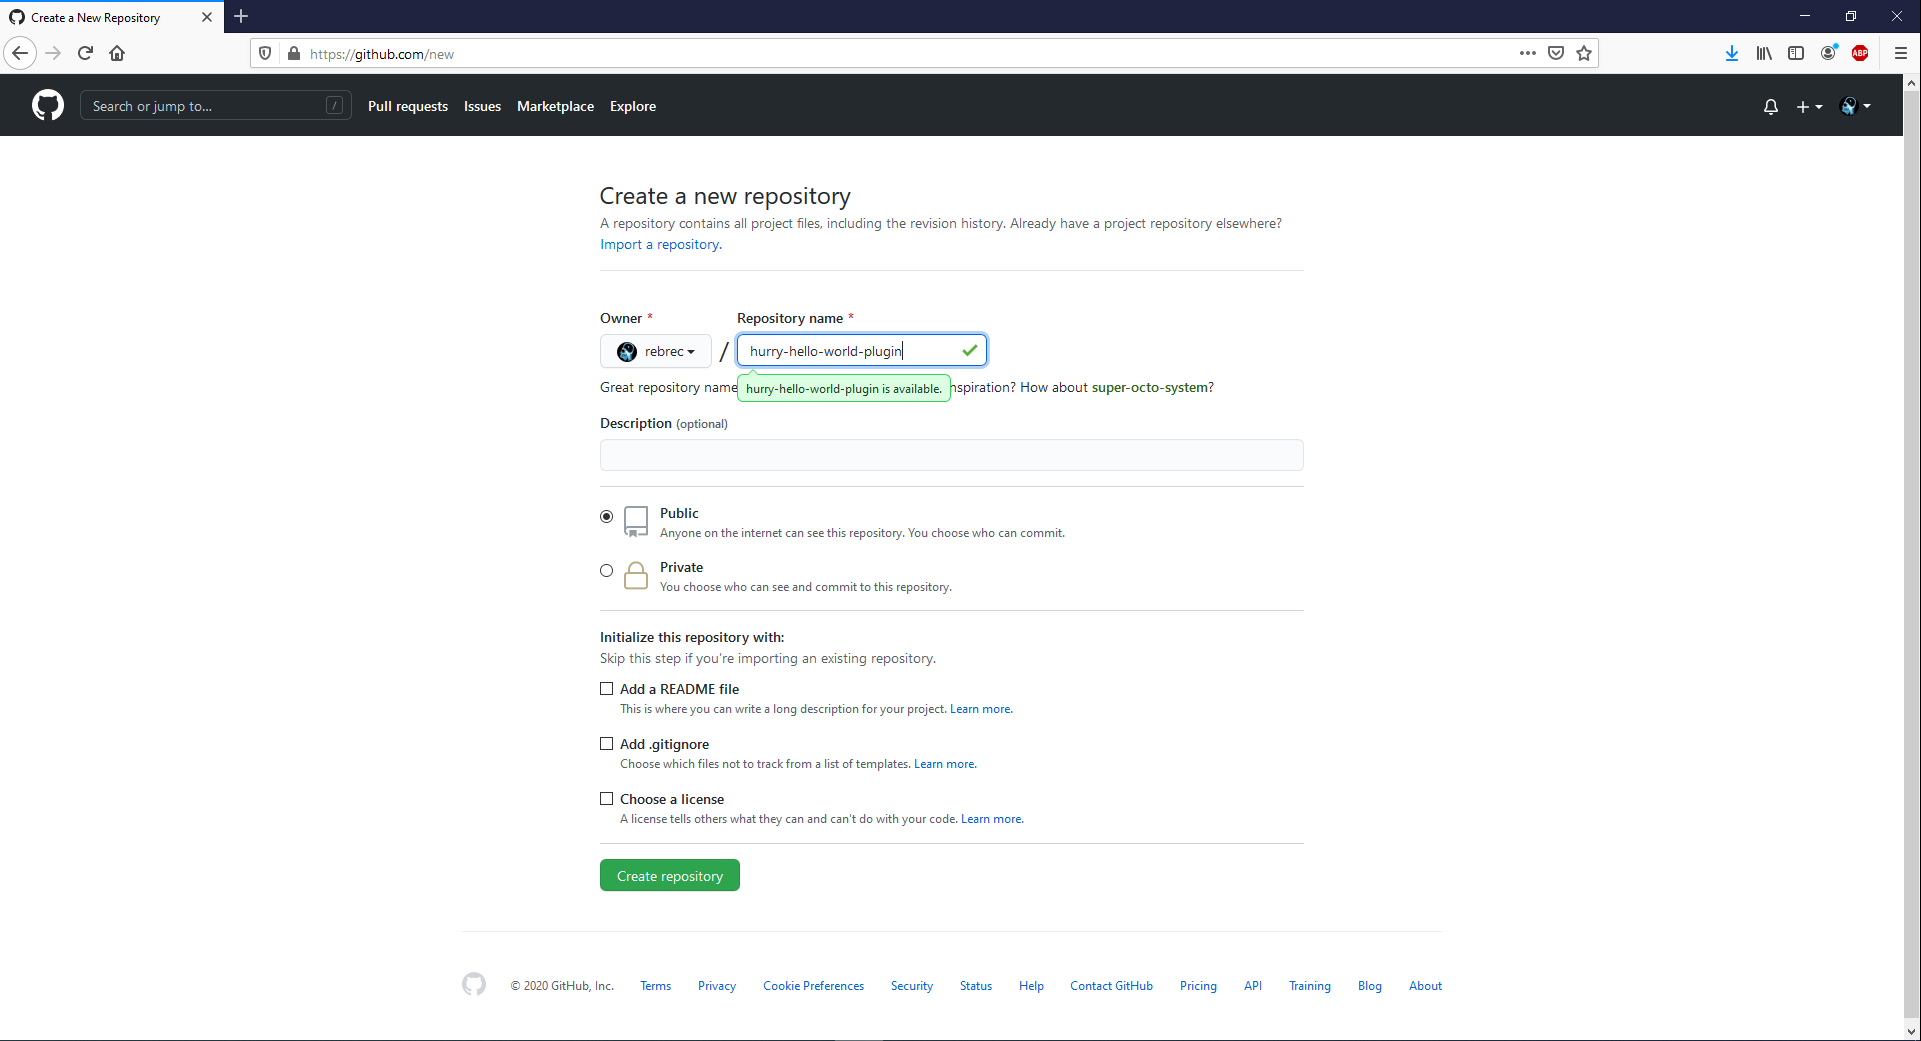 Create a New Repository
https://github.com/new
ABP
Search or jump to...
/
Pull requests Issues Marketplace Explore
Create a new repository
A repository contains all project files, including the revision history. Already have a project repository elsewhere?
Import a repository.
Owner * Repository name *
rebrec / hurry-hello-world-plugin
Great repository name hurry-hello-world-plugin is available. nspiration? How about super-octo-system?
Description (optional)
Public
Anyone on the internet can see this repository. You choose who can commit.
Private
You choose who can see and commit to this repository.
Initialize this repository with:
Skip this step if you're importing an existing repository.
Add a README file
This is where you can write a long description for your project. Learn more.
Add .gitignore
Choose which files not to track from a list of templates. Learn more.
Choose a license
A license tells others what they can and can't do with your code. Learn more.
Create repository
© 2020 GitHub, Inc. Terms Privacy Cookie Preferences Security Status Help Contact GitHub Pricing API Training Blog About